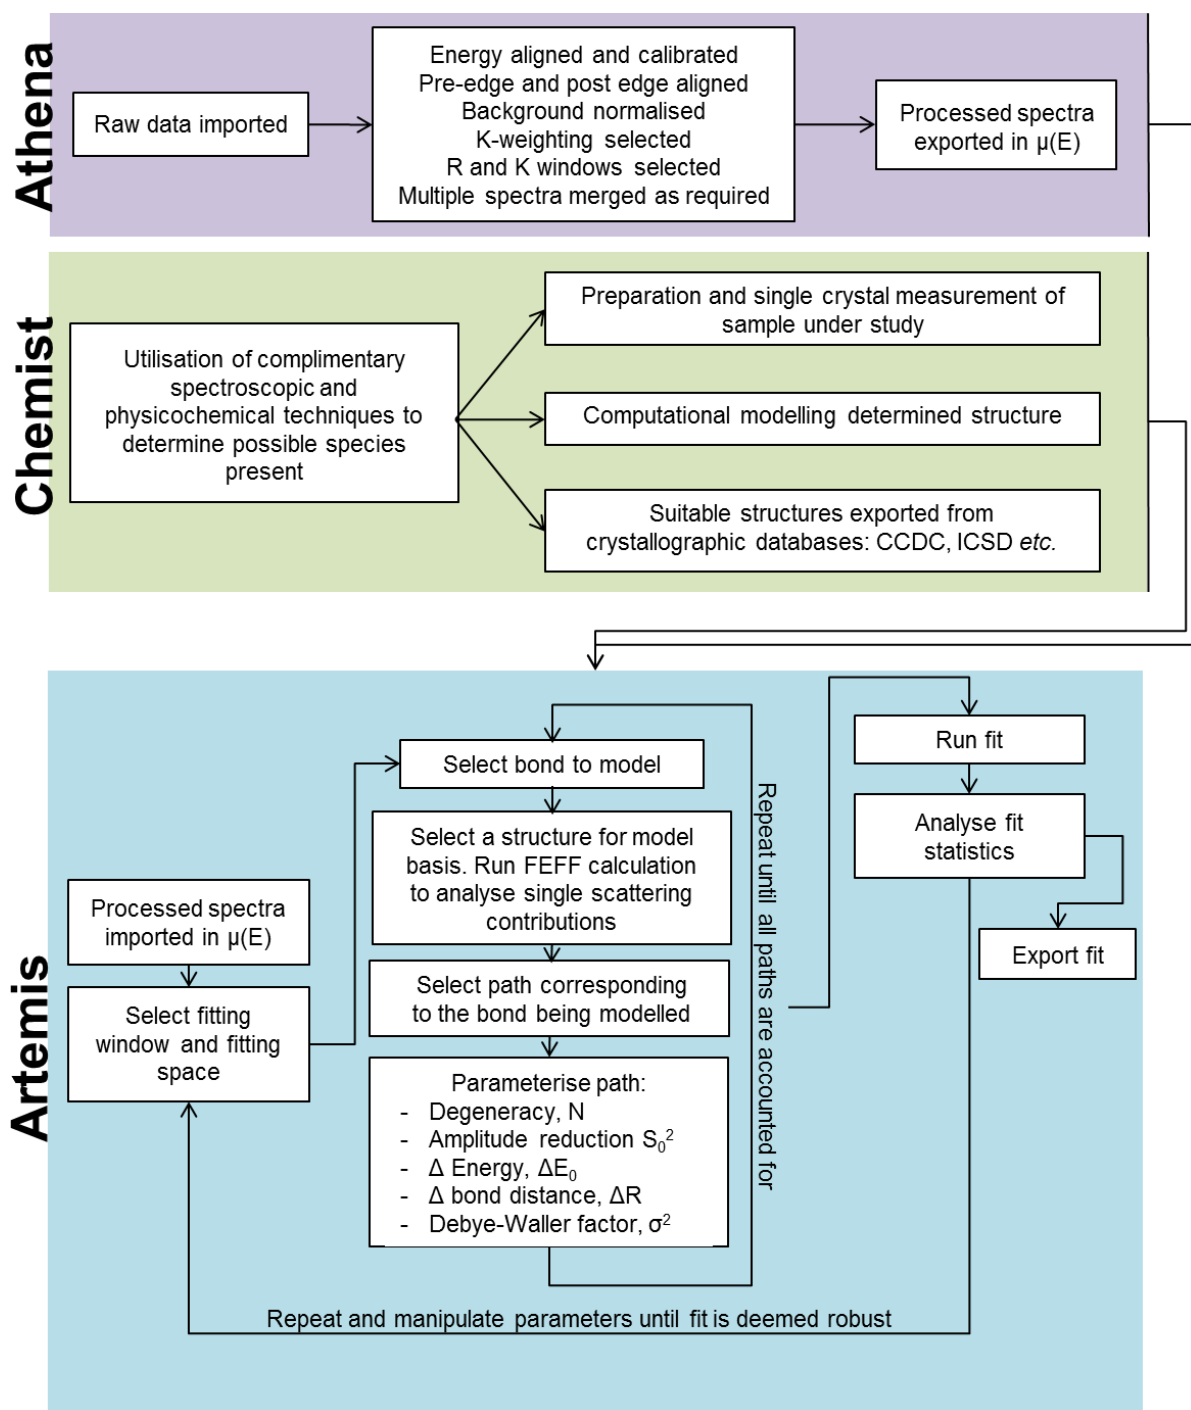 Athena
Raw data imported
Energy aligned and calibrated
Pre-edge and post edge aligned
Background normalised
K-weighting selected
R and K windows selected
Multiple spectra merged as required
Processed spectra
exported in µ(E)
Chemist
Utilisation of complimentary
spectroscopic and
physicochemical techniques to
determine possible species
present
Preparation and single crystal measurement of
sample under study
Computational modelling determined structure
Suitable structures exported from
crystallographic databases: CCDC, ICSD etc.
Artemis
Processed spectra
imported in µ(E)
Select fitting
window and fitting
space
Select bond to model
Select a structure for model
basis. Run FEFF calculation
to analyse single scattering
contributions
Select path corresponding
to the bond being modelled
Parameterise path:
- Degeneracy, N
- Amplitude reduction S₀²
- Δ Energy, ΔE₀
- Δ bond distance, ΔR
- Debye-Waller factor, σ²
Repeat until all paths are accounted for
Run fit
Analyse fit
statistics
Export fit
Repeat and manipulate parameters until fit is deemed robust